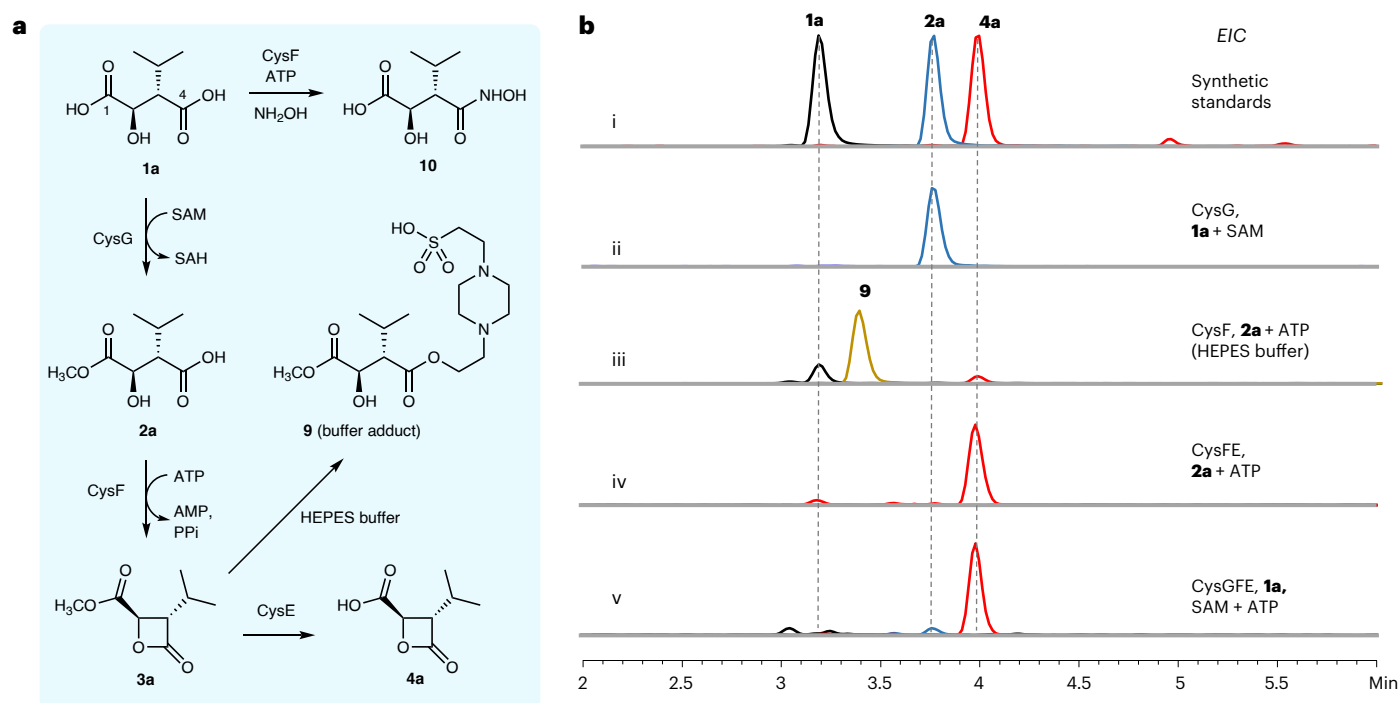 a
CysF
ATP
NH₂OH
O
HO
1
4
OH
OH
O
1a
O
HO
NHOH
OH
O
10
CysG
SAM
SAH
O
H₃CO
OH
OH
O
2a
HO
S
O
O
N
N
O
H₃CO
O
OH
O
9 (buffer adduct)
CysF
ATP
AMP,
PPi
HEPES buffer
O
H₃CO
O
O
3a
CysE
O
HO
O
O
4a
b
1a
2a
4a
EIC
Synthetic
standards
i
CysG,
1a + SAM
ii
9
CysF, 2a + ATP
(HEPES buffer)
iii
CysFE,
2a + ATP
iv
CysGFE, 1a,
SAM + ATP
v
2 2.5 3 3.5 4 4.5 5 5.5 Min